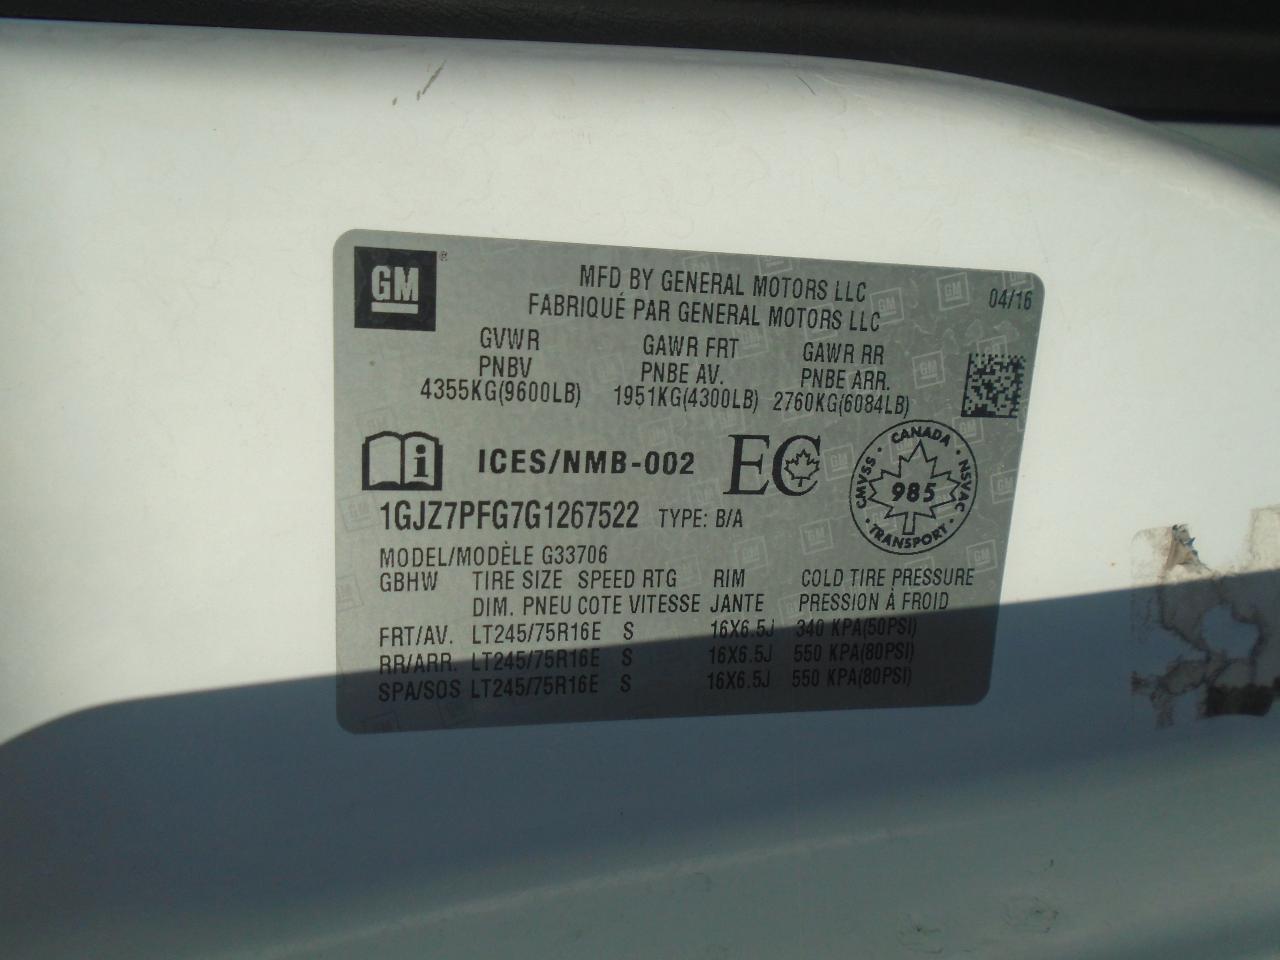 GM®
MFD BY GENERAL MOTORS LLC
FABRIQUÉ PAR GENERAL MOTORS LLC
04/16
GVWR GAWR FRT GAWR RR
PNBV PNBE AV. PNBE ARR.
4355KG(9600LB) 1951KG(4300LB) 2760KG(6084LB)
i ICES/NMB-002 EC
CANADA
CMVSS 985 NSVAC
TRANSPORT
1GJZ7PFG7G1267522 TYPE: B/A
MODEL/MODÈLE G33706
GBHW TIRE SIZE SPEED RTG RIM COLD TIRE PRESSURE
DIM. PNEU COTE VITESSE JANTE PRESSION À FROID
FRT/AV. LT245/75R16E S 16X6.5J 340 KPA(50PSI)
RR/ARR. LT245/75R16E S 16X6.5J 550 KPA(80PSI)
SPA/SOS LT245/75R16E S 16X6.5J 550 KPA(80PSI)